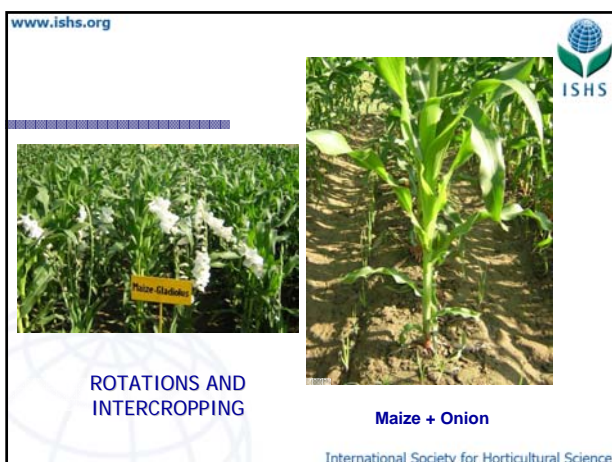 www.ishs.org
ISHS
Maize-Gladiolus
ROTATIONS AND
INTERCROPPING
Maize + Onion
International Society for Horticultural Science